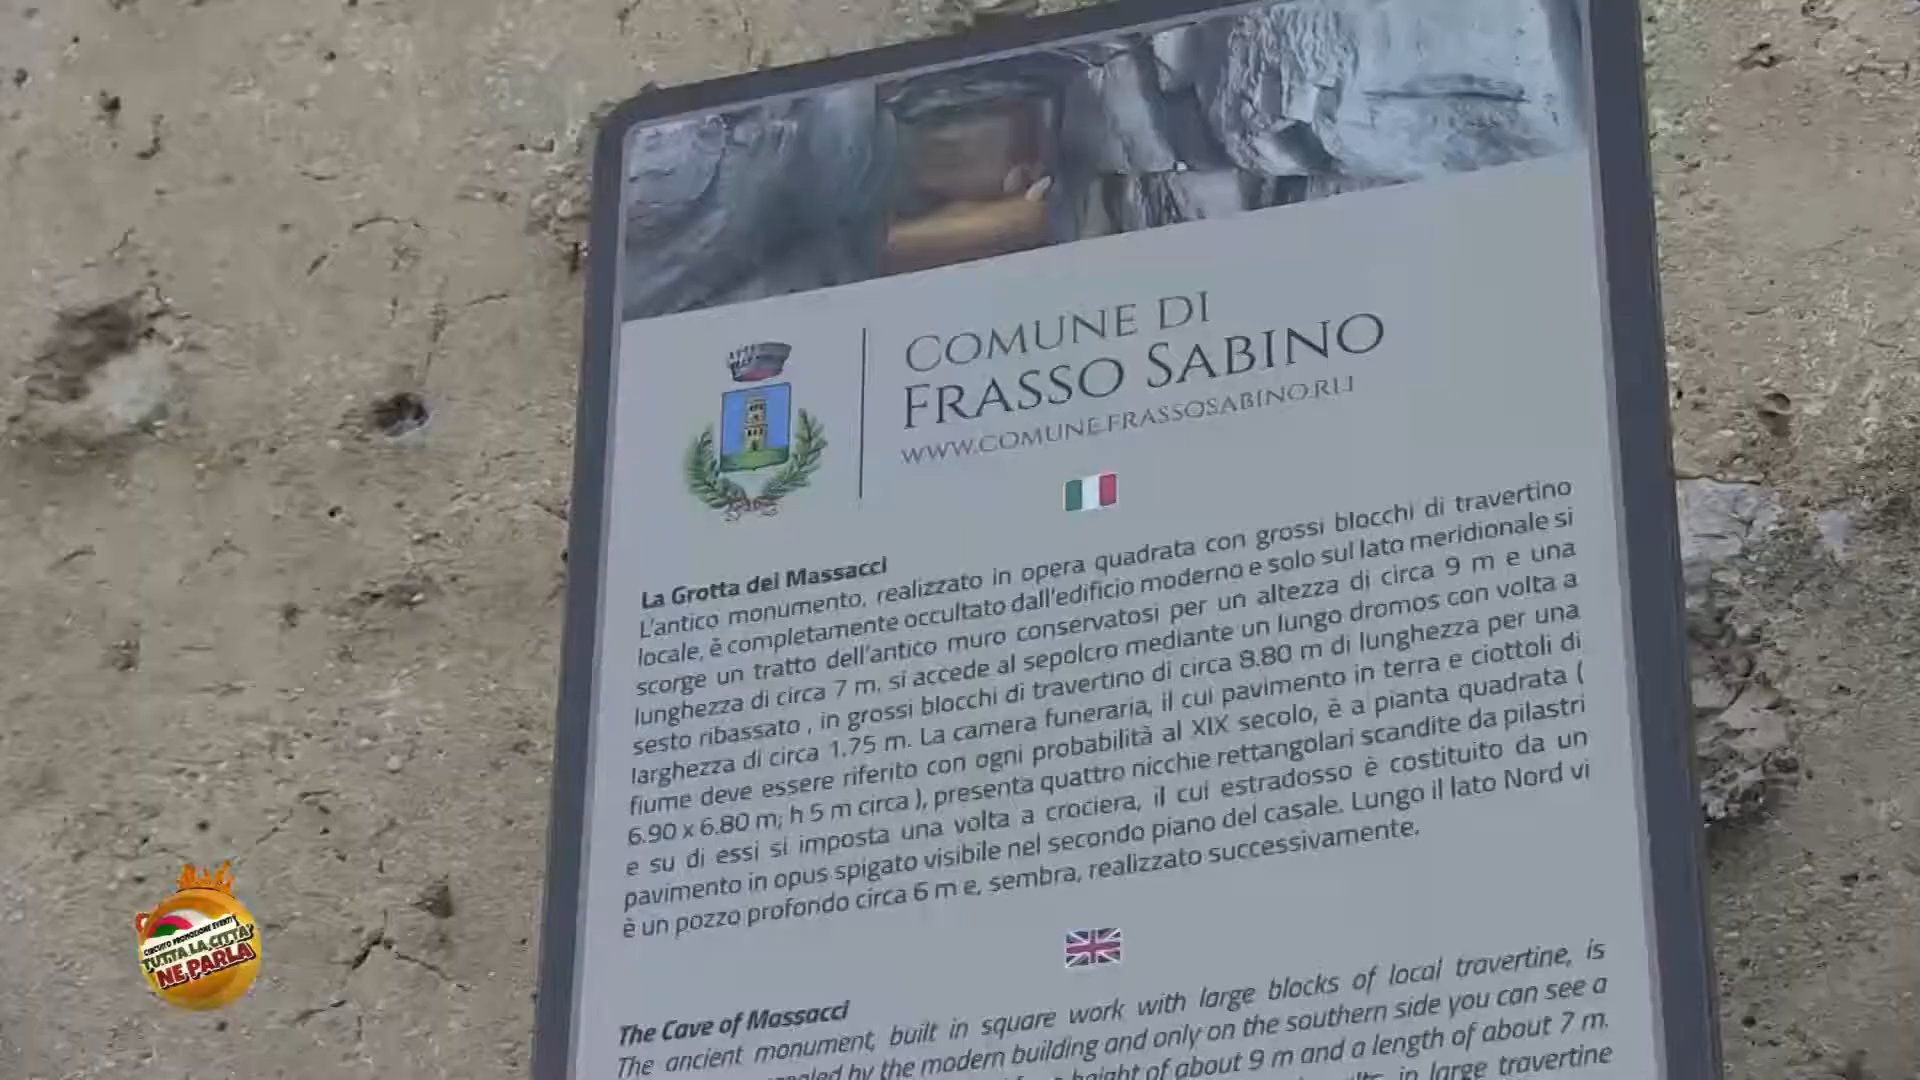 COMUNE DI
FRASSO SABINO
WWW.COMUNE.FRASSOSABINO.RI.I
La Grotta dei Massacci
L'antico monumento, realizzato in opera quadrata con grossi blocchi di travertino
locale, è completamente occultato dall'edificio moderno e solo sul lato meridionale si
scorge un tratto dell'antico muro conservatosi per un altezza di circa 9 m e una
lunghezza di circa 7 m, si accede al sepolcro mediante un lungo dromos con volta a
sesto ribassato , in grossi blocchi di travertino di circa 8.80 m di lunghezza per una
larghezza di circa 1.75 m. La camera funeraria, il cui pavimento in terra e ciottoli di
fiume deve essere riferito con ogni probabilità al XIX secolo, è a pianta quadrata (
6.90 x 6.80 m; h 5 m circa ), presenta quattro nicchie rettangolari scandite da pilastri
e su di essi si imposta una volta a crociera, il cui estradosso è costituito da un
pavimento in opus spigato visibile nel secondo piano del casale. Lungo il lato Nord vi
è un pozzo profondo circa 6 m e, sembra, realizzato successivamente.
The Cave of Massacci
The ancient monument, built in square work with large blocks of local travertine, is
by the modern building and only on the southern side you can see a
height of about 9 m and a length of about 7 m.
in large travertine
CIRCUITO PROMOZIONE EVENTI
TUTTA LA CITTA'
NE PARLA